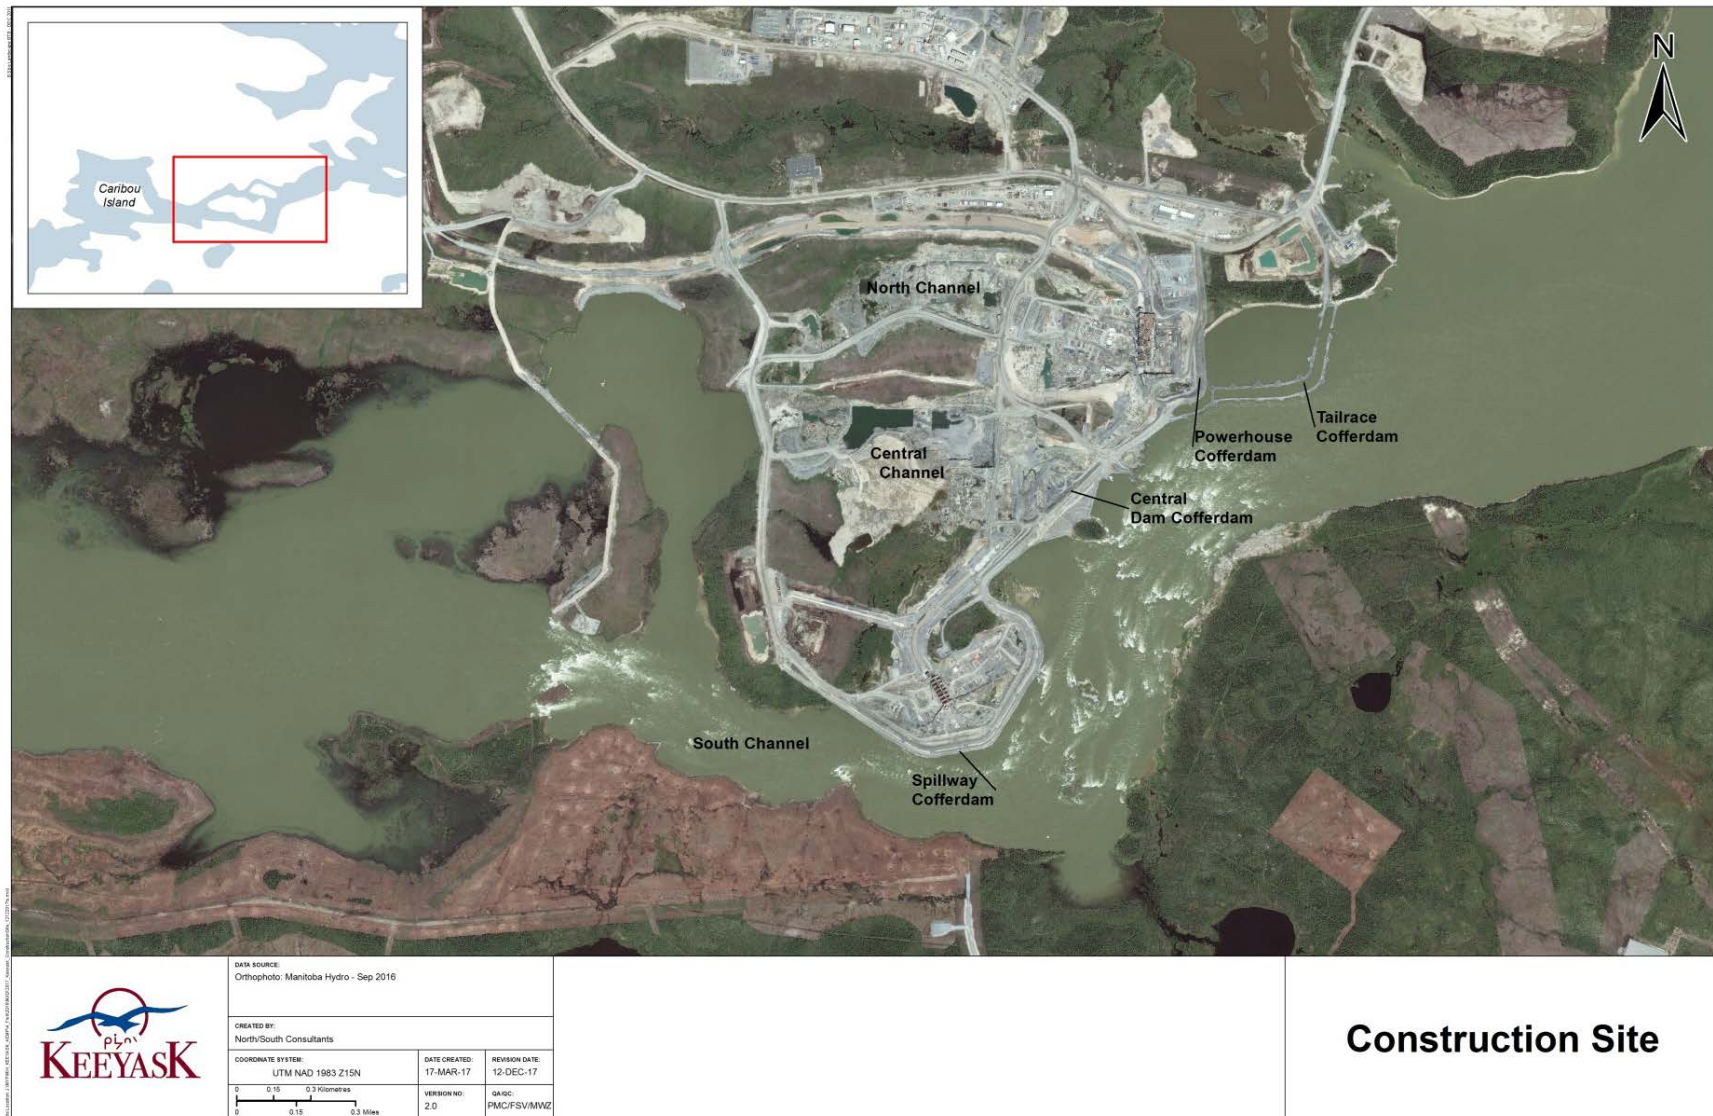 Caribou
Island
N
North Channel
Central
Channel
Powerhouse
Cofferdam
Tailrace
Cofferdam
Central
Dam Cofferdam
South Channel
Spillway
Cofferdam
ᑭᔭᐢᐠ
KEEYASK
DATA SOURCE:
Orthophoto: Manitoba Hydro - Sep 2016
CREATED BY:
North/South Consultants
COORDINATE SYSTEM:
UTM NAD 1983 Z15N
DATE CREATED:
17-MAR-17
REVISION DATE:
12-DEC-17
0 0.15 0.3 Kilometres
0 0.15 0.3 Miles
VERSION NO:
2.0
QA/QC:
PMC/FSV/MWZ
Construction Site